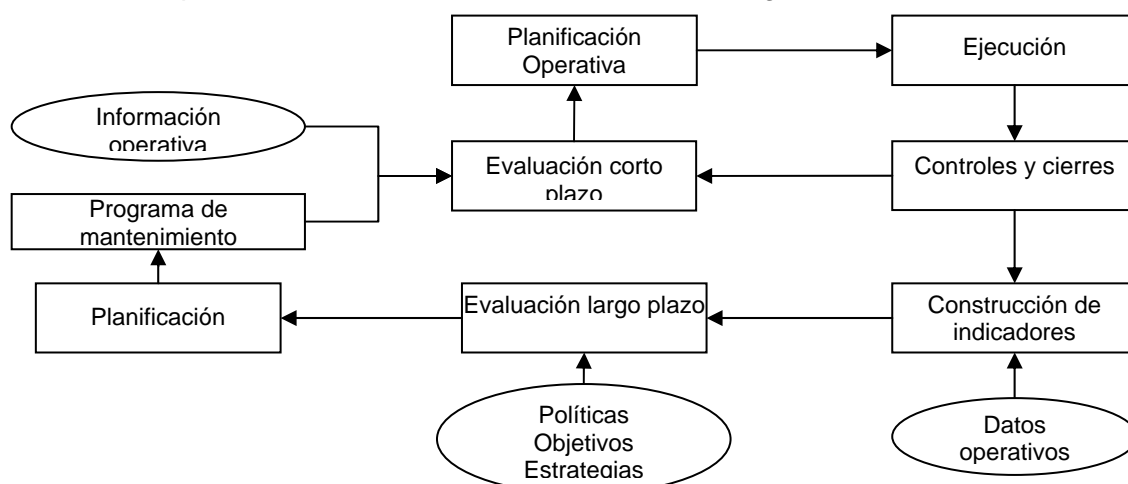 Planificación
Operativa
Ejecución
Información
operativa
Evaluación corto
plazo
Controles y cierres
Programa de
mantenimiento
Planificación
Evaluación largo plazo
Construcción de
indicadores
Políticas
Objetivos
Estrategias
Datos
operativos